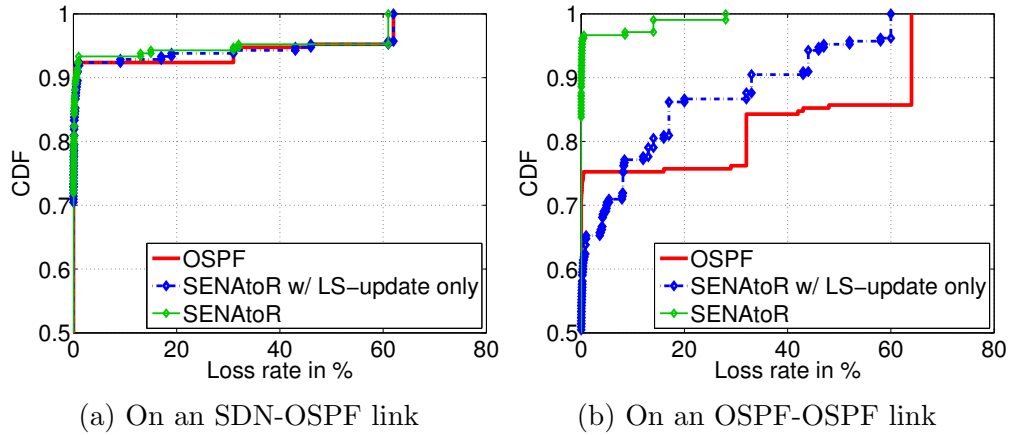 1
0.9
0.8
0.7
0.6
0.5
CDF
0
20
40
60
80
Loss rate in %
OSPF
SENAtoR w/ LS-update only
SENAtoR
(a) On an SDN-OSPF link
1
0.9
0.8
0.7
0.6
0.5
CDF
0
20
40
60
80
Loss rate in %
OSPF
SENAtoR w/ LS-update only
SENAtoR
(b) On an OSPF-OSPF link